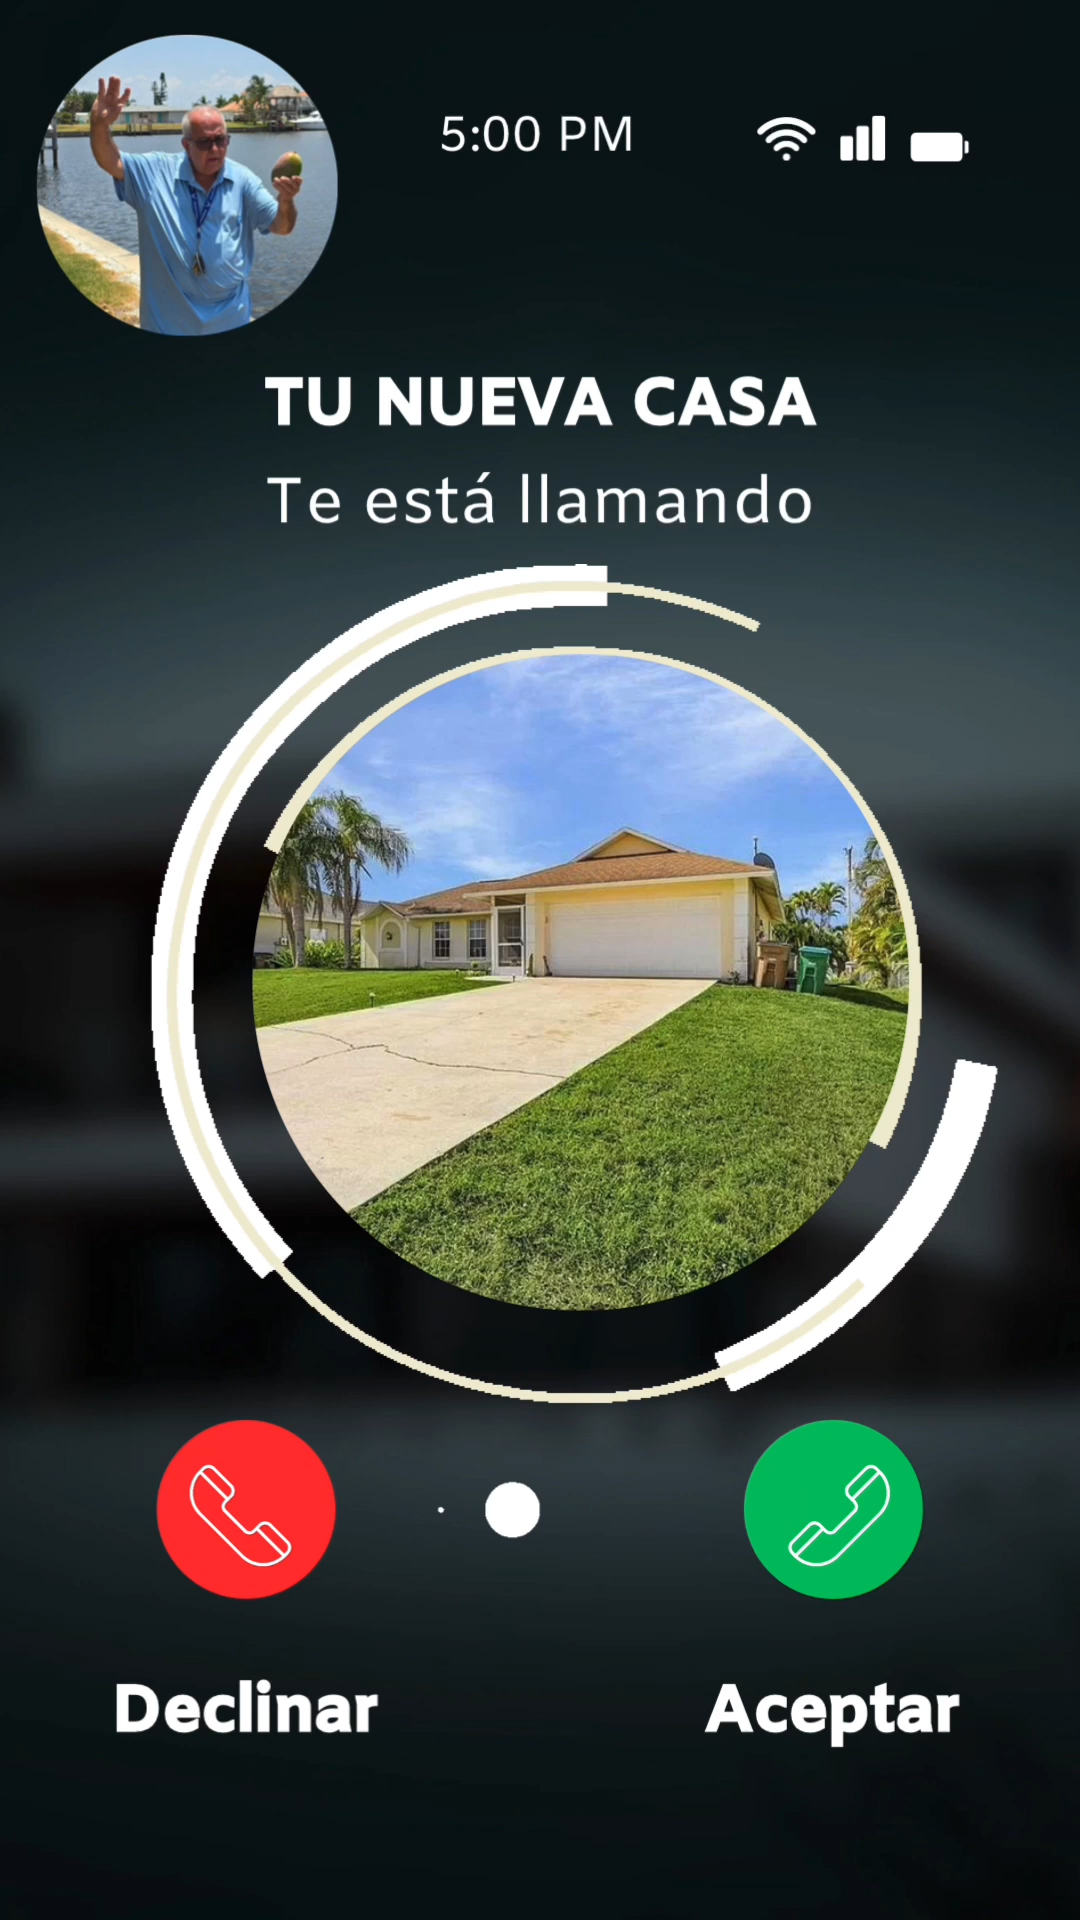 5:00 PM
TU NUEVA CASA
Te está llamando
Declinar
Aceptar